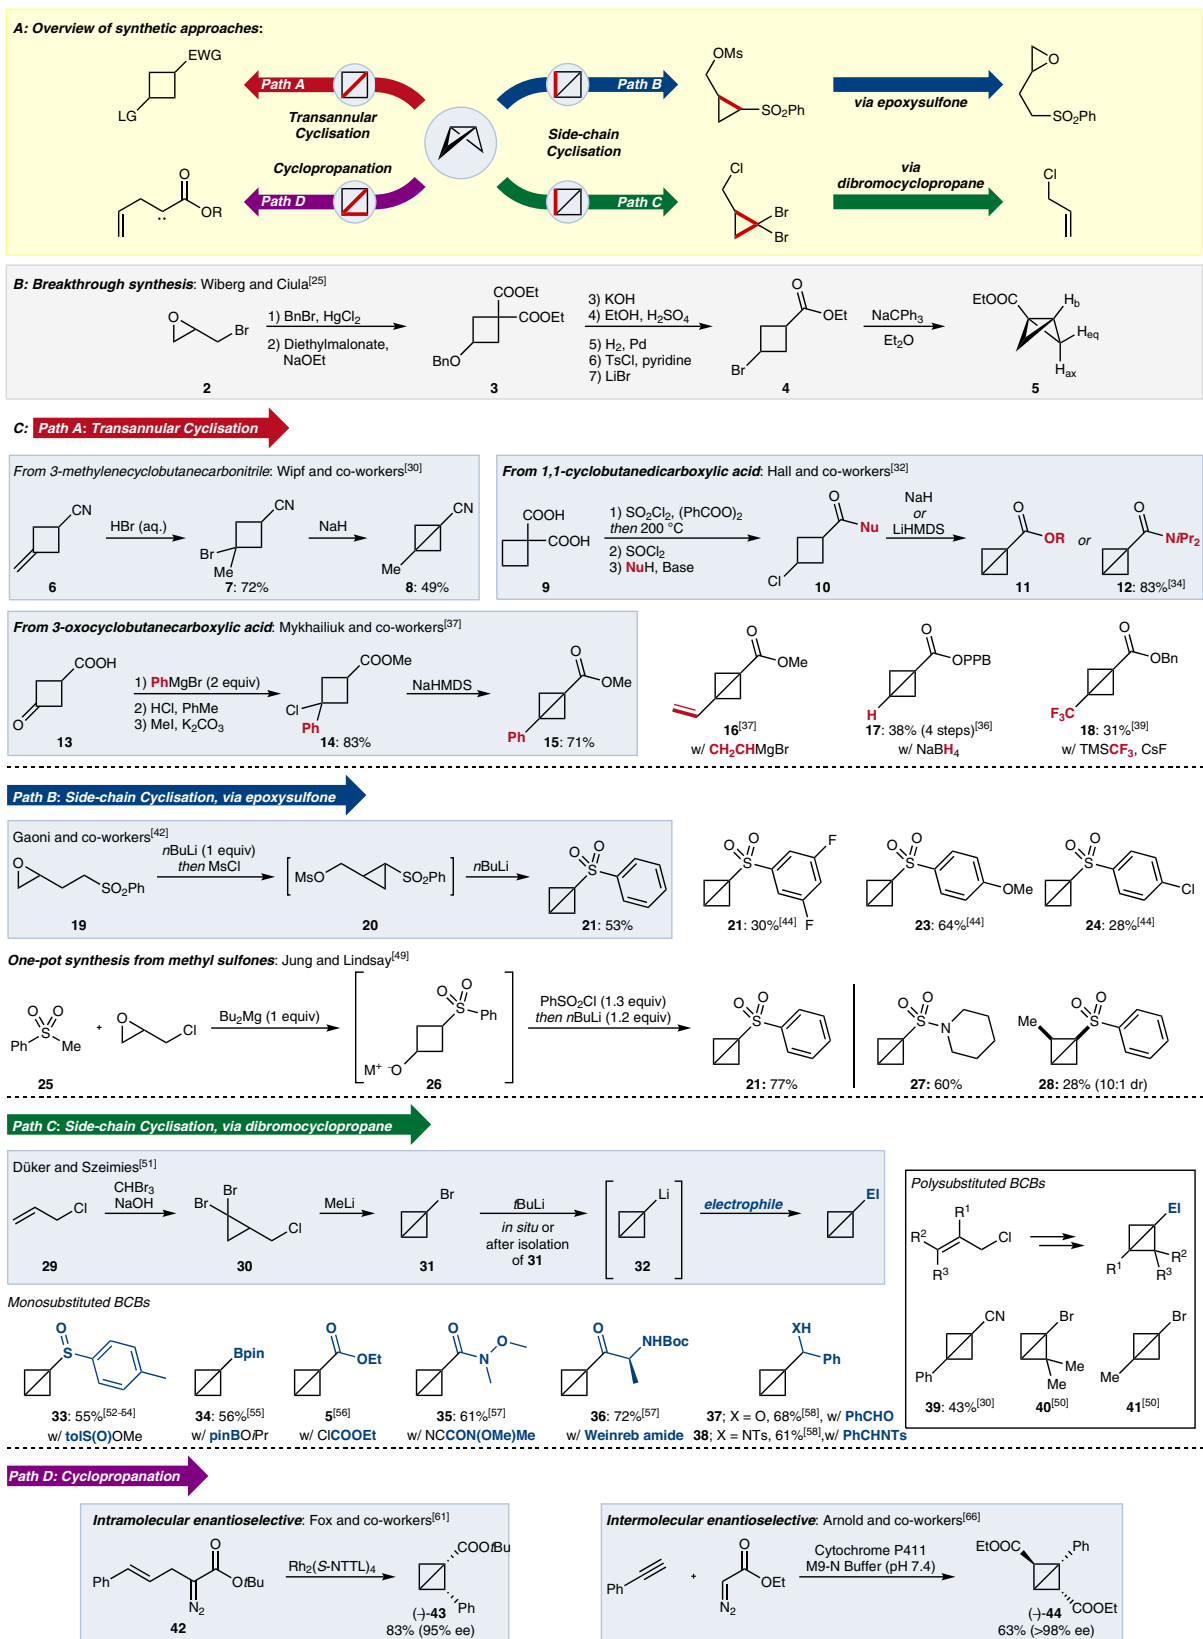 A: Overview of synthetic approaches:
EWG
LG
Path A
Transannular
Cyclisation
Path B
Side-chain
Cyclisation
OMs
SO2Ph
via epoxysulfone
O
SO2Ph
Cyclopropanation
Path D
O
OR
Path C
Cl
Br
Br
via
dibromocyclopropane
Cl
B: Breakthrough synthesis: Wiberg and Ciula[25]
O
Br
2
1) BnBr, HgCl2
2) Diethylmalonate,
NaOEt
COOEt
COOEt
BnO
3
3) KOH
4) EtOH, H2SO4
5) H2, Pd
6) TsCl, pyridine
7) LiBr
O
OEt
Br
4
NaCPh3
Et2O
EtOOC
Hb
Heq
Hax
5
C: Path A: Transannular Cyclisation
From 3-methylenecyclobutanecarbonitrile: Wipf and co-workers[30]
CN
6
HBr (aq.)
CN
Br
Me
7: 72%
NaH
CN
Me
8: 49%
From 1,1-cyclobutanedicarboxylic acid: Hall and co-workers[32]
COOH
COOH
9
1) SO2Cl2, (PhCOO)2
then 200 °C
2) SOCl2
3) NuH, Base
O
Nu
Cl
10
NaH
or
LiHMDS
O
OR
11
or
O
NiPr2
12: 83%[34]
From 3-oxocyclobutanecarboxylic acid: Mykhailiuk and co-workers[37]
COOH
O
13
1) PhMgBr (2 equiv)
2) HCl, PhMe
3) MeI, K2CO3
COOMe
Cl
Ph
14: 83%
NaHMDS
O
OMe
Ph
15: 71%
O
OMe
16[37]
w/ CH2CHMgBr
O
OPPB
H
17: 38% (4 steps)[36]
w/ NaBH4
O
OBn
F3C
18: 31%[39]
w/ TMSCF3, CsF
Path B: Side-chain Cyclisation, via epoxysulfone
Gaoni and co-workers[42]
O
SO2Ph
19
nBuLi (1 equiv)
then MsCl
MsO
SO2Ph
20
nBuLi
O O
S
21: 53%
O O
S
F
F
21: 30%[44]
O O
S
OMe
23: 64%[44]
O O
S
Cl
24: 28%[44]
One-pot synthesis from methyl sulfones: Jung and Lindsay[49]
O O
S
Ph Me
25
+
O
Cl
Bu2Mg (1 equiv)
O O
S
Ph
M+ -O
26
PhSO2Cl (1.3 equiv)
then nBuLi (1.2 equiv)
O O
S
21: 77%
O O
S
N
27: 60%
Me
O O
S
28: 28% (10:1 dr)
Path C: Side-chain Cyclisation, via dibromocyclopropane
Düker and Szeimies[51]
Cl
29
CHBr3
NaOH
Br
Br
Cl
30
MeLi
Br
31
tBuLi
in situ or
after isolation
of 31
Li
32
electrophile
El
Polysubstituted BCBs
R1
R2
R3
Cl
El
R1
R2
R3
CN
Ph
39: 43%[30]
Br
Me
Me
40[50]
Br
Me
41[50]
Monosubstituted BCBs
O
S
33: 55%[52-64]
w/ tolS(O)OMe
Bpin
34: 56%[55]
w/ pinBOiPr
O
OEt
5[56]
w/ ClCOOEt
O
N
O
35: 61%[57]
w/ NCCON(OMe)Me
O
NHBoc
36: 72%[57]
w/ Weinreb amide
XH
Ph
37; X = O, 68%[58], w/ PhCHO
38; X = NTs, 61%[58],w/ PhCHNTs
Path D: Cyclopropanation
Intramolecular enantioselective: Fox and co-workers[61]
Ph
O
OtBu
N2
42
Rh2(S-NTTL)4
COOtBu
Ph
(-)-43
83% (95% ee)
Intermolecular enantioselective: Arnold and co-workers[66]
Ph
+
O
OEt
N2
Cytochrome P411
M9-N Buffer (pH 7.4)
EtOOC
Ph
COOEt
(-)-44
63% (>98% ee)